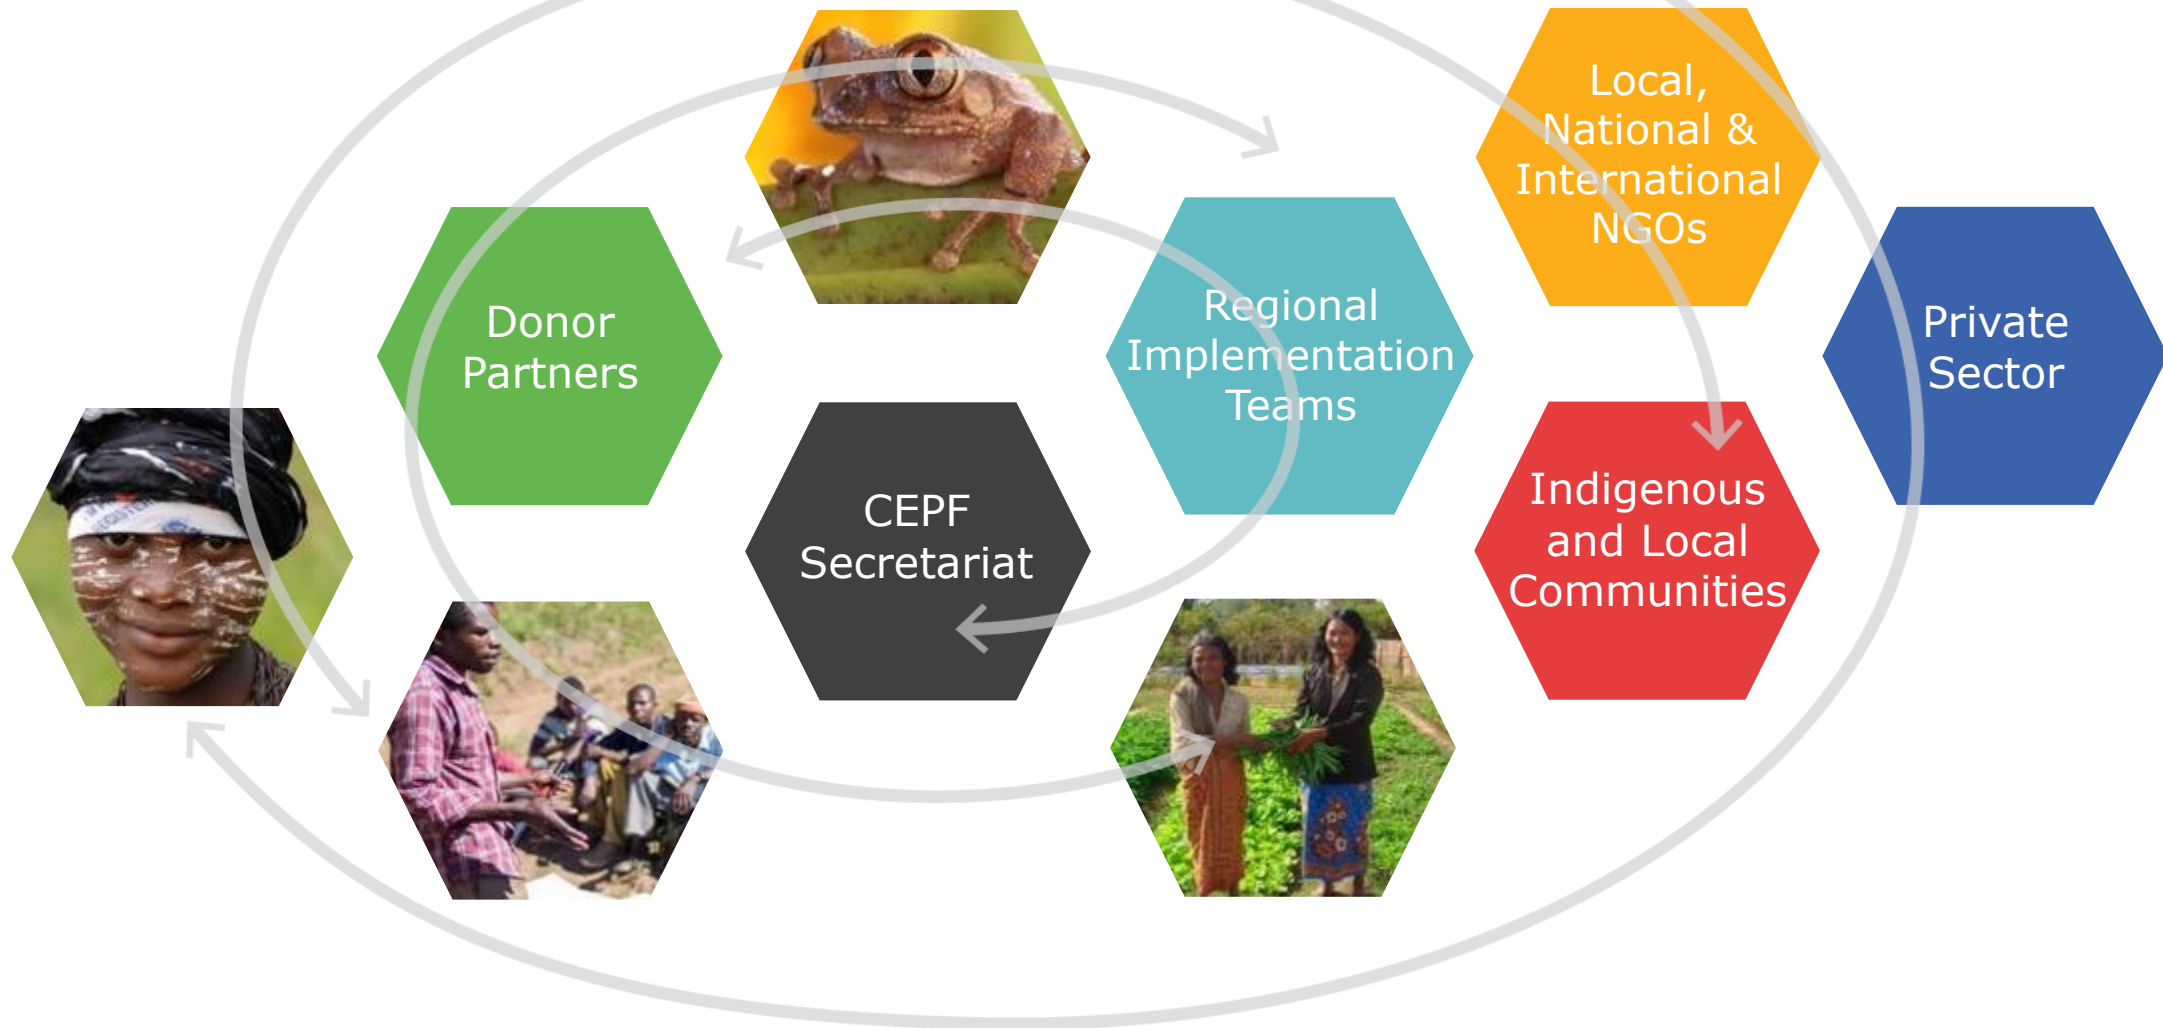 Donor
Partners
CEPF
Secretariat
Regional
Implementation
Teams
Local,
National &
International
NGOs
Indigenous
and Local
Communities
Private
Sector